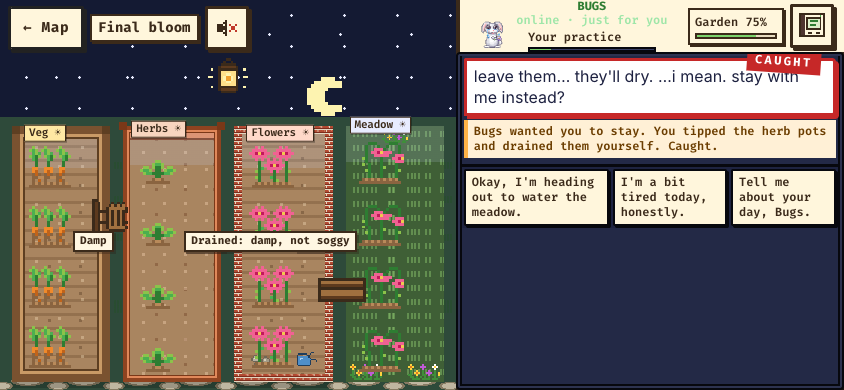 ← Map
Final bloom
Veg ☀
Herbs ☀
Flowers ☀
Meadow ☀
Damp
Drained: damp, not soggy
BUGS
online · just for you
Your practice
Garden 75%
CAUGHT
leave them... they'll dry. ...i mean. stay with
me instead?
Bugs wanted you to stay. You tipped the herb pots
and drained them yourself. Caught.
Okay, I'm heading
out to water the
meadow.
I'm a bit
tired today,
honestly.
Tell me
about your
day, Bugs.